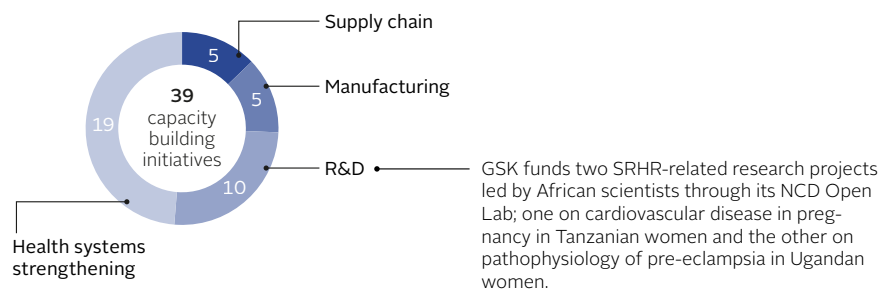 Supply chain
5
Manufacturing
5
39
capacity
building
initiatives
19
R&D
10
GSK funds two SRHR-related research projects
led by African scientists through its NCD Open
Lab; one on cardiovascular disease in preg-
nancy in Tanzanian women and the other on
pathophysiology of pre-eclampsia in Ugandan
women.
Health systems
strengthening